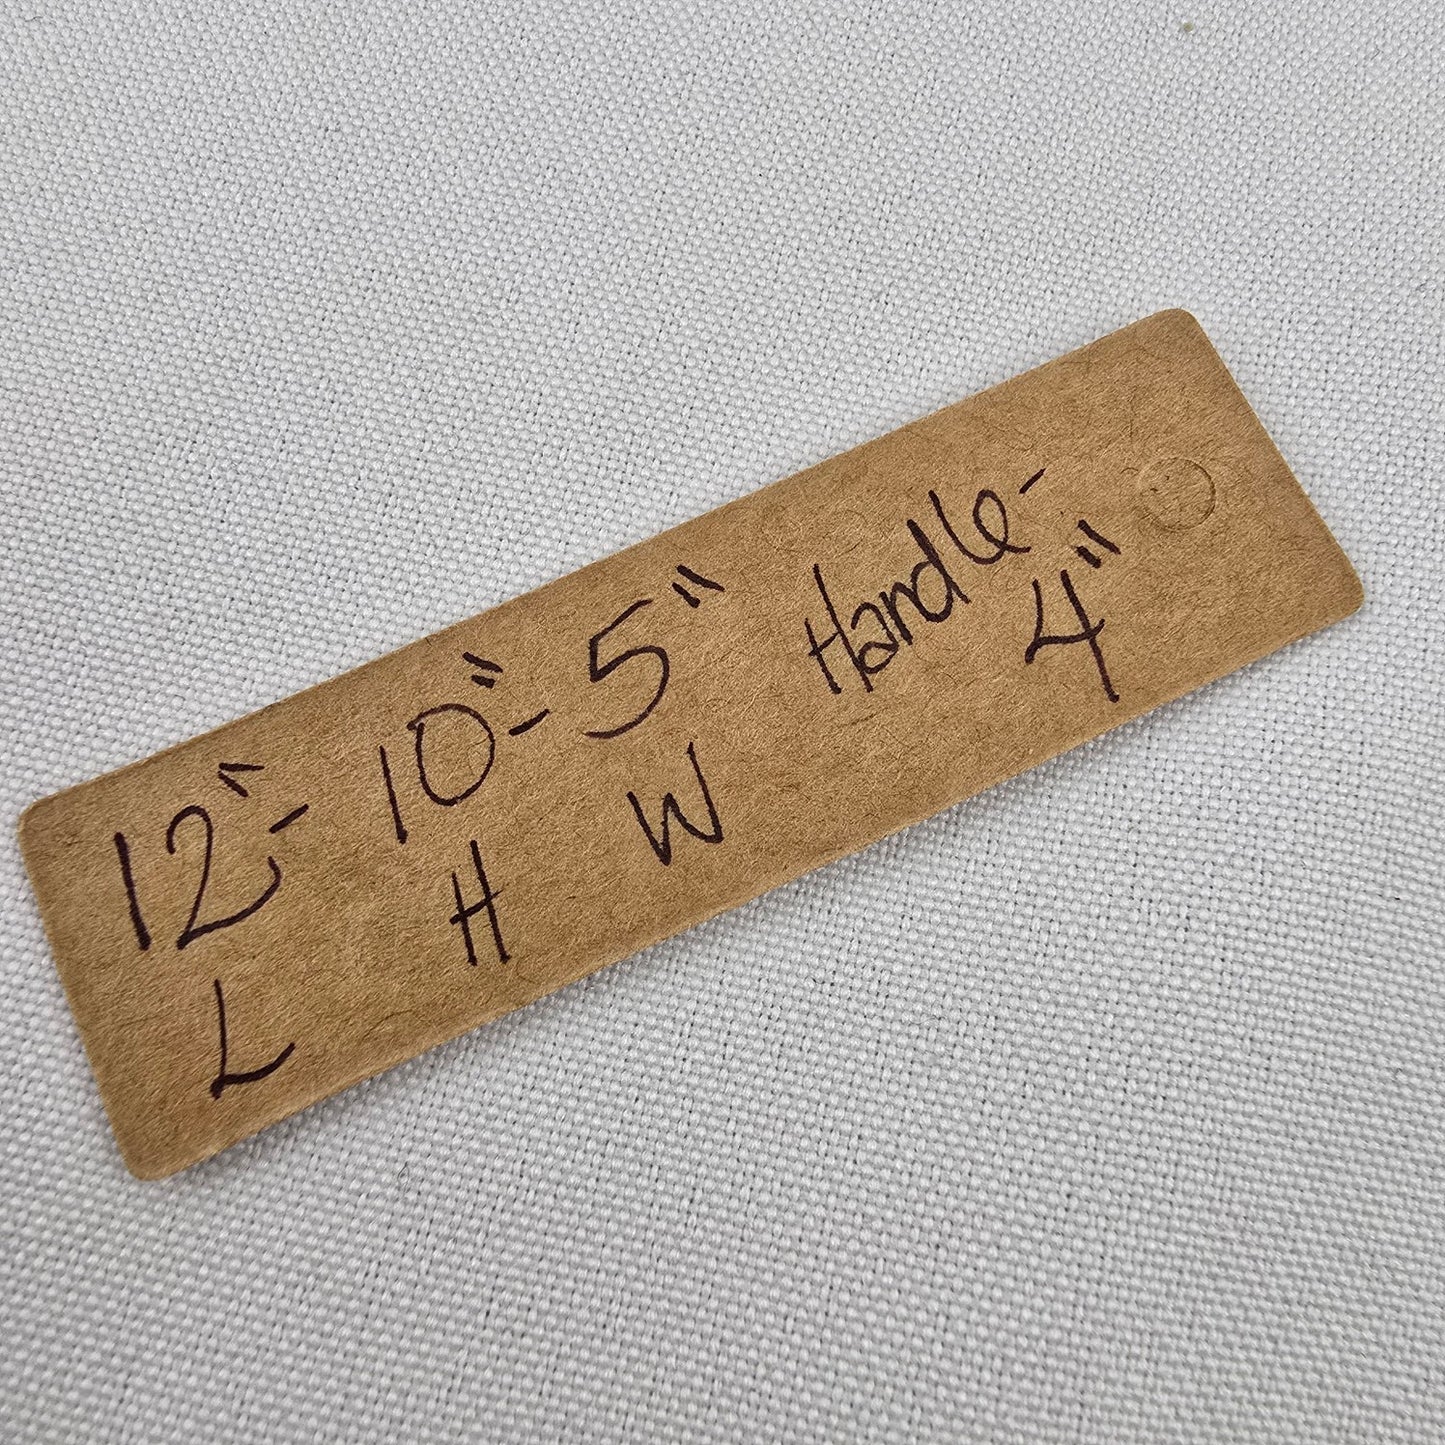 12"- 10"- 5" Handle-
4"
L H W